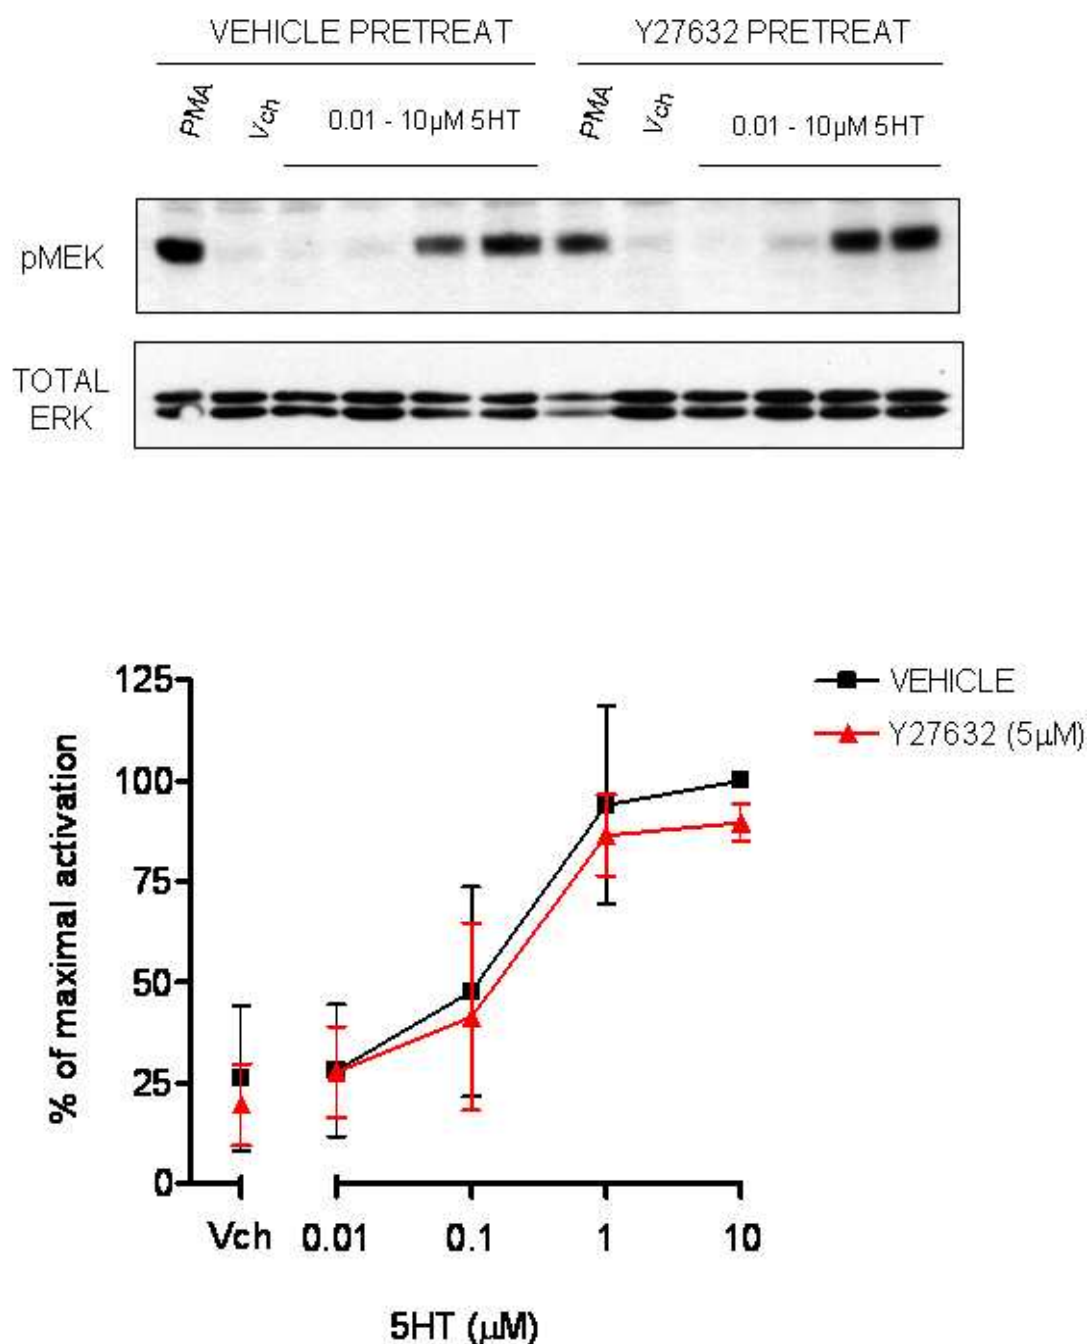 VEHICLE PRETREAT Y27632 PRETREAT
PMA Vch 0.01 - 10µM 5HT PMA Vch 0.01 - 10µM 5HT
pMEK
TOTAL
ERK
VEHICLE
Y27632 (5µM)
% of maximal activation
125
100
75
50
25
0
Vch 0.01 0.1 1 10
5HT (µM)